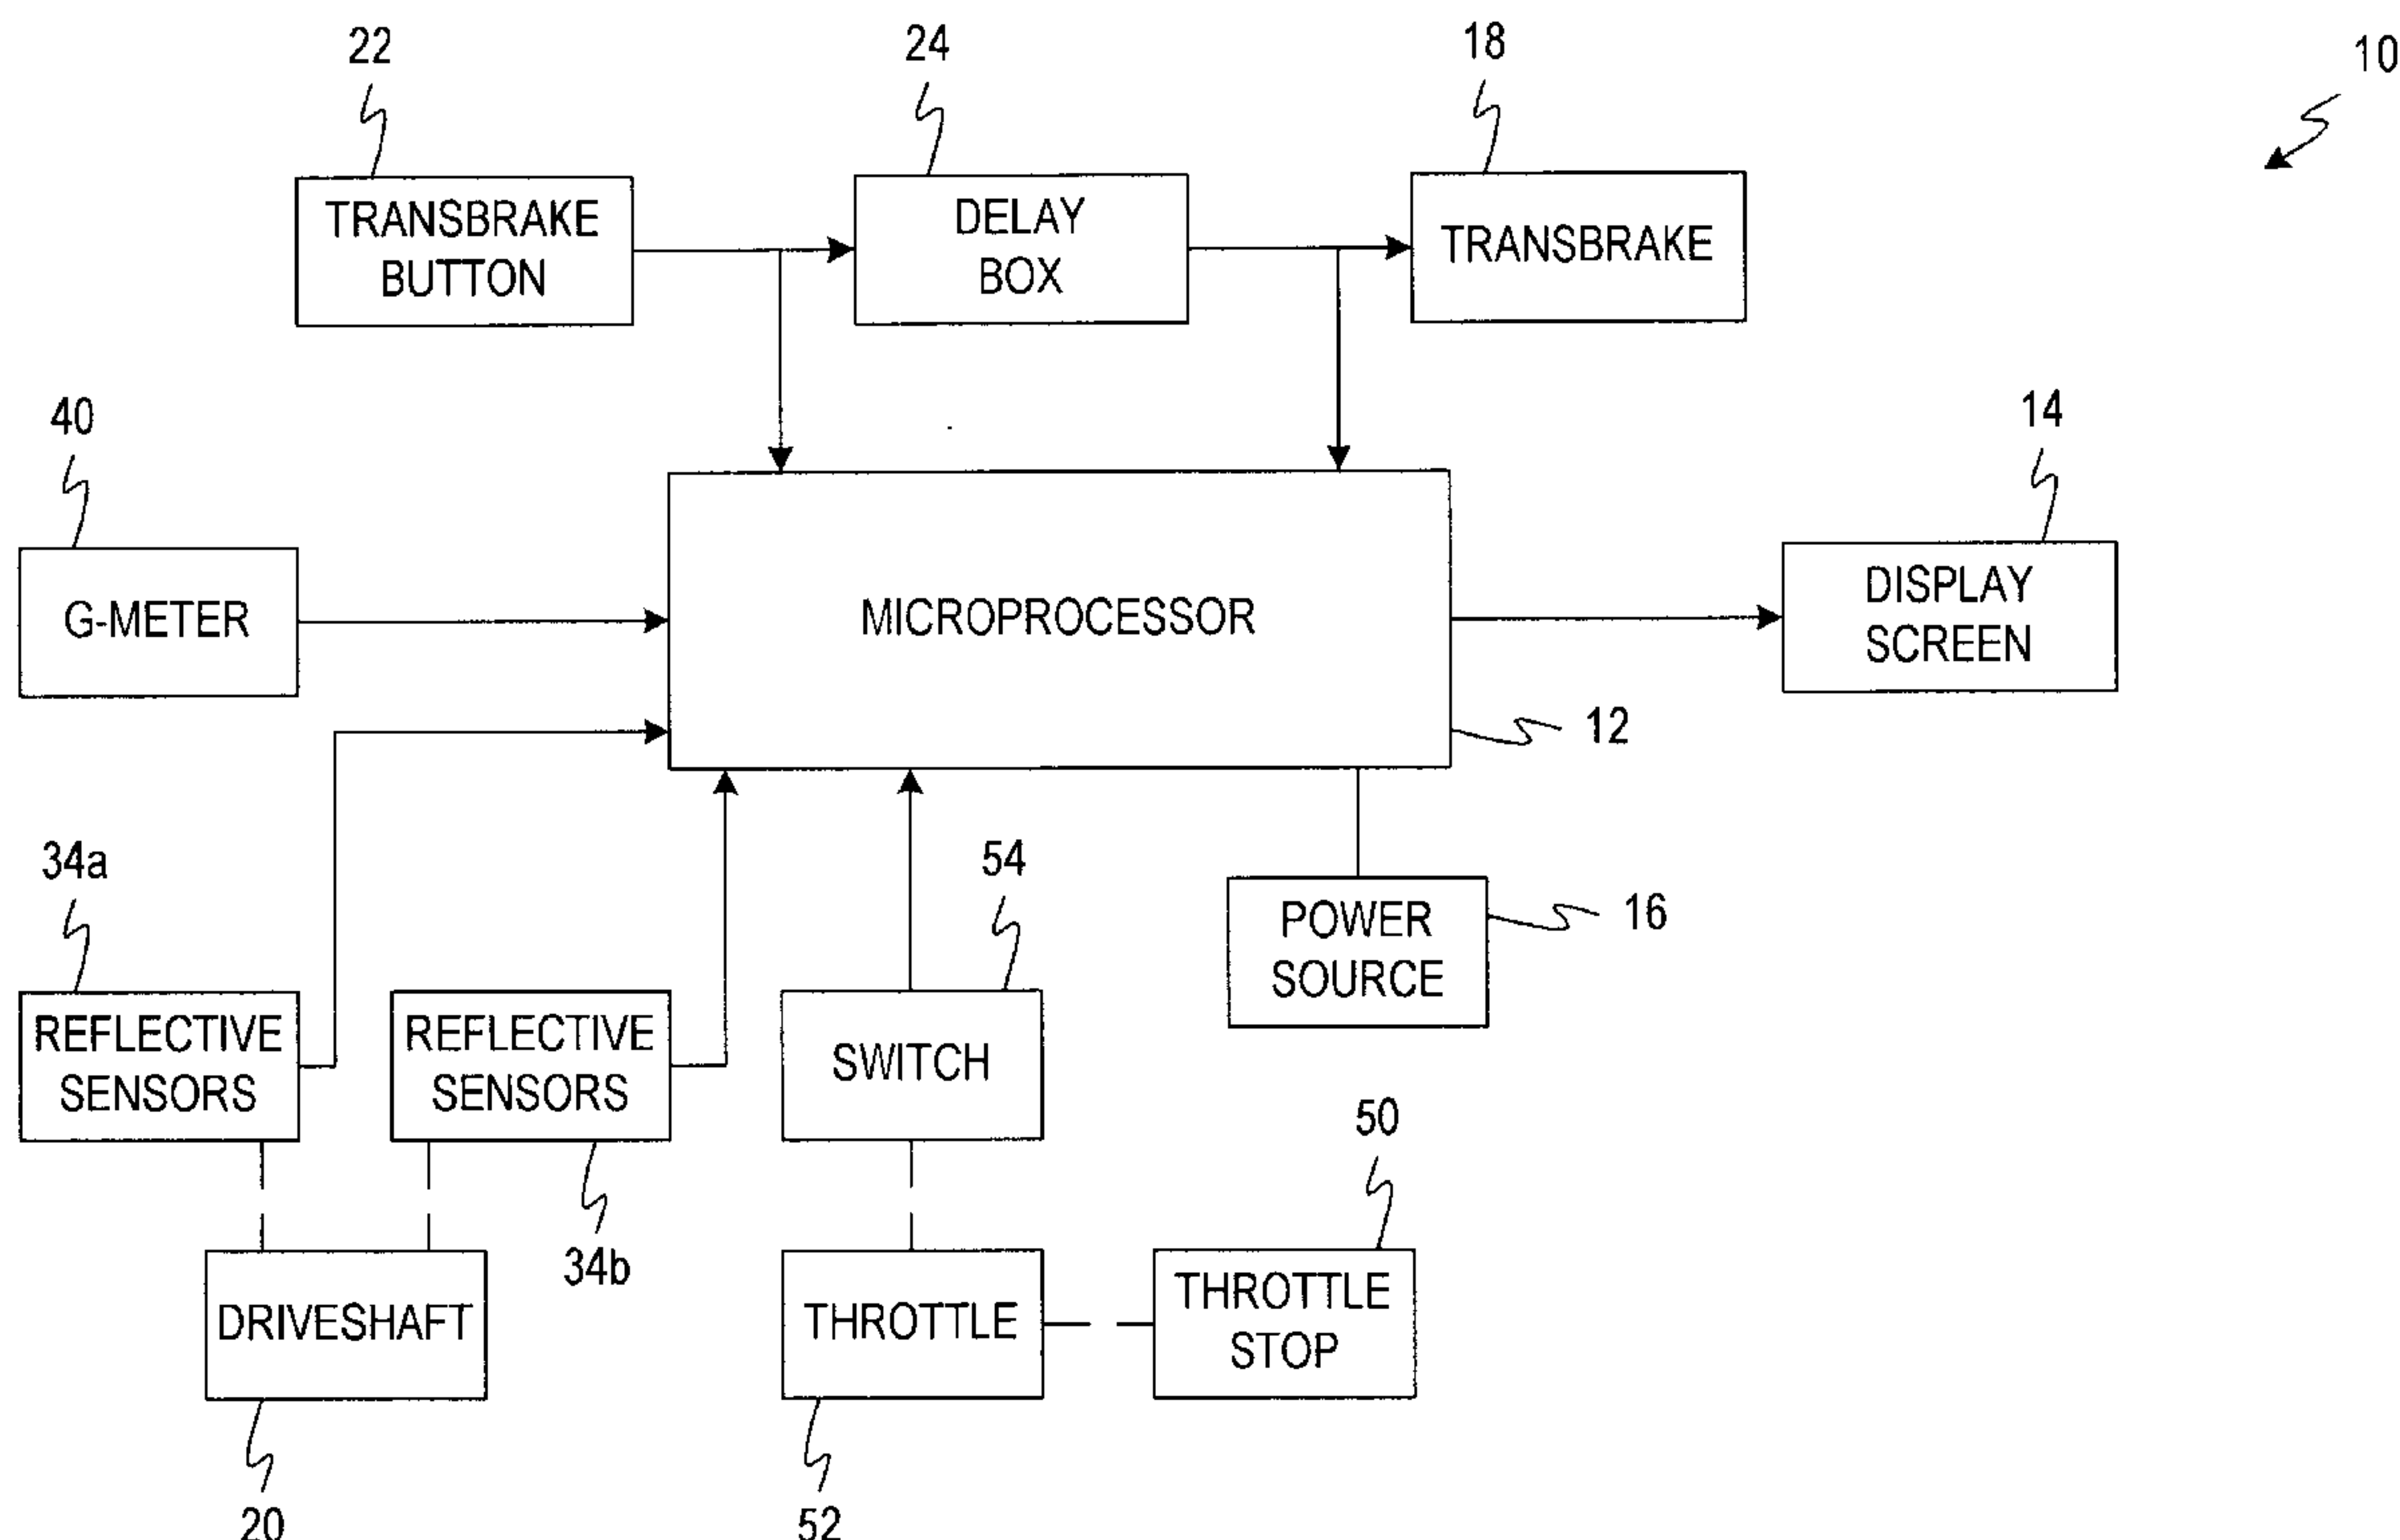 22
24
18
10
TRANSBRAKE
BUTTON
DELAY
BOX
TRANSBRAKE
40
14
G-METER
MICROPROCESSOR
DISPLAY
SCREEN
12
34a
54
POWER
SOURCE
16
REFLECTIVE
SENSORS
REFLECTIVE
SENSORS
SWITCH
50
34b
DRIVESHAFT
THROTTLE
THROTTLE
STOP
20
52